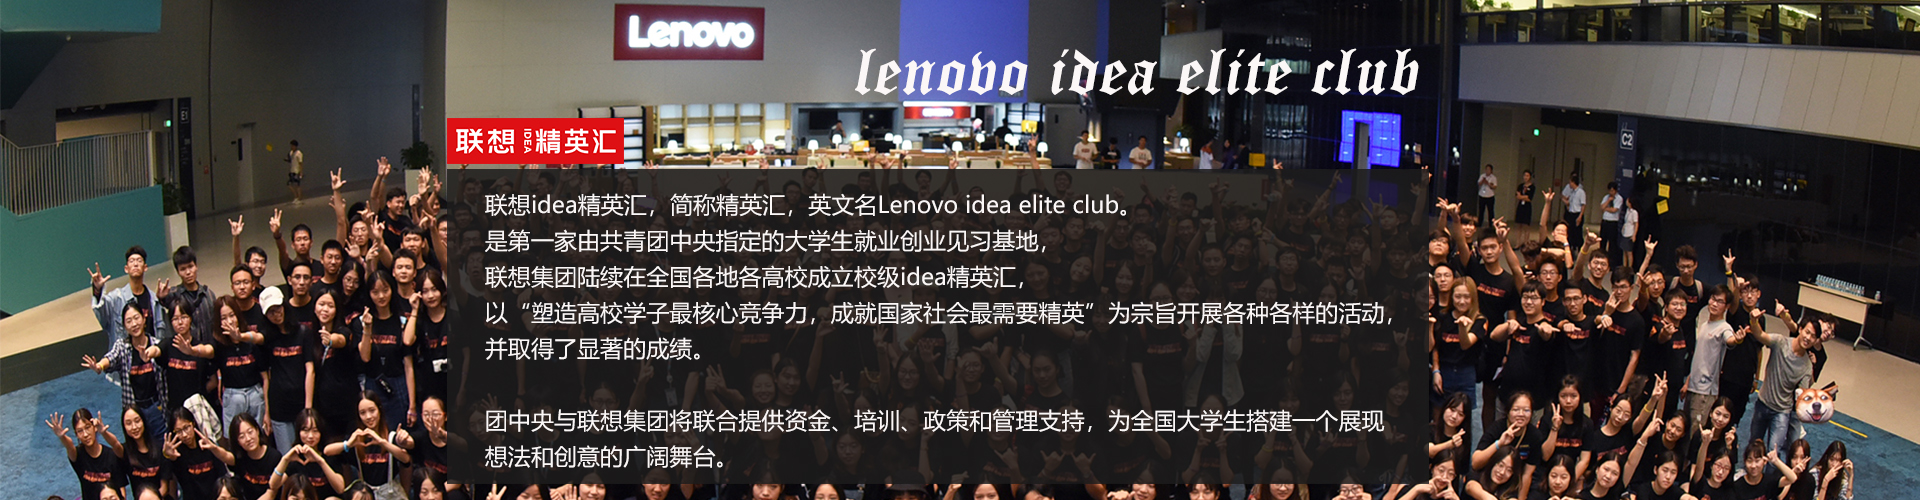 Lenovo
lenovo idea elite club
联想 IDEA 精英汇
联想idea精英汇，简称精英汇，英文名Lenovo idea elite club。
是第一家由共青团中央指定的大学生就业创业见习基地，
联想集团陆续在全国各地各高校成立校级idea精英汇，
以“塑造高校学子最核心竞争力，成就国家社会最需要精英”为宗旨开展各种各样的活动，
并取得了显著的成绩。
团中央与联想集团将联合提供资金、培训、政策和管理支持，为全国大学生搭建一个展现
想法和创意的广阔舞台。
E1
C2